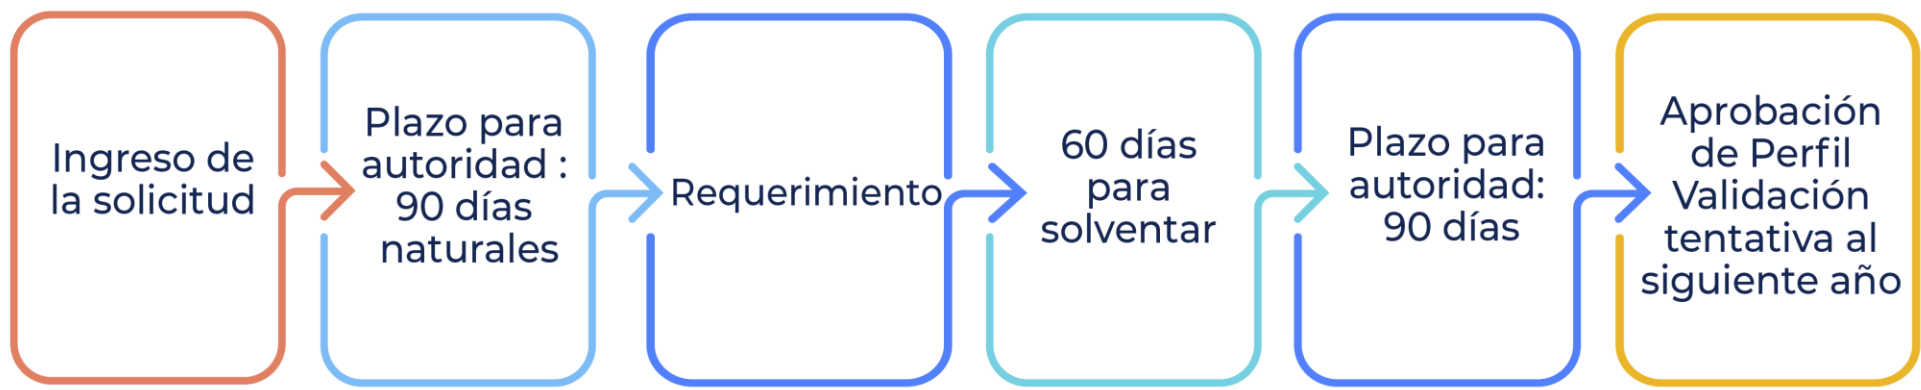 Ingreso de
la solicitud
Plazo para
autoridad :
90 días
naturales
Requerimiento
60 días
para
solventar
Plazo para
autoridad:
90 días
Aprobación
de Perfil
Validación
tentativa al
siguiente año